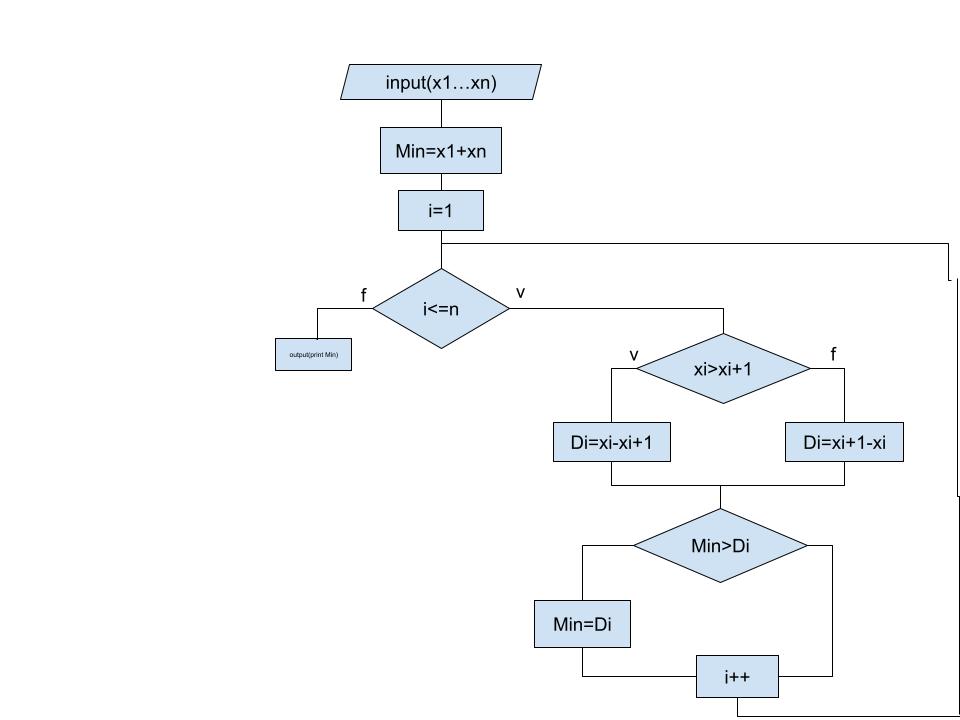 input(x1...xn)
Min=x1+xn
i=1
i<=n
f
v
output(print Min)
xi>xi+1
v
f
Di=xi-xi+1
Di=xi+1-xi
Min>Di
Min=Di
i++